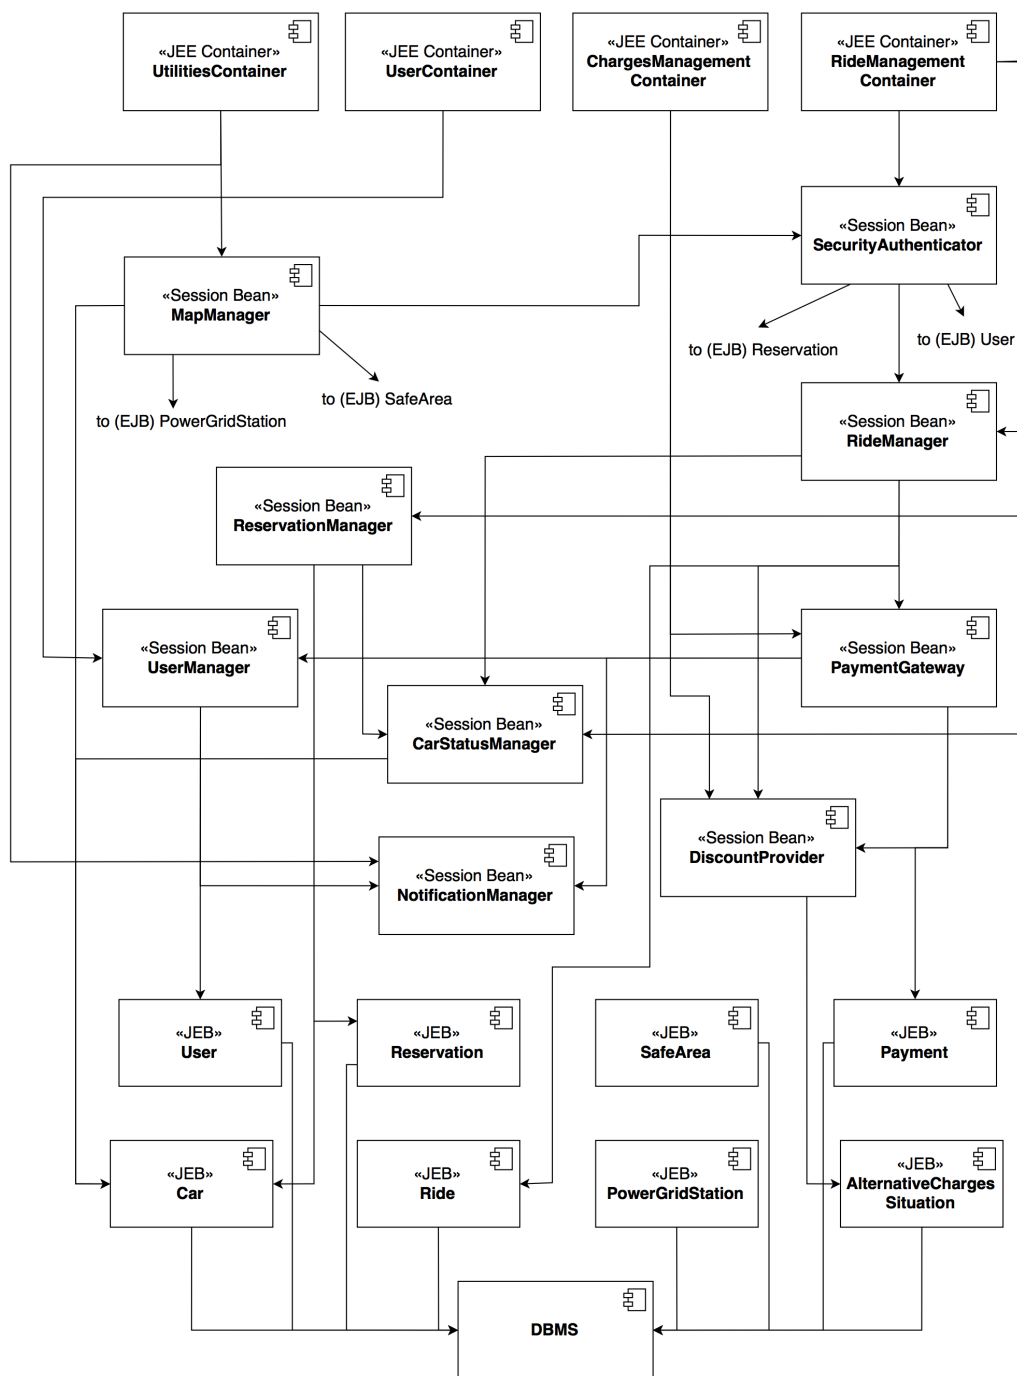 «JEE Container»
UtilitiesContainer
«JEE Container»
UserContainer
«JEE Container»
ChargesManagement
Container
«JEE Container»
RideManagement
Container
«Session Bean»
SecurityAuthenticator
«Session Bean»
MapManager
to (EJB) Reservation
to (EJB) User
to (EJB) PowerGridStation
to (EJB) SafeArea
«Session Bean»
RideManager
«Session Bean»
ReservationManager
«Session Bean»
UserManager
«Session Bean»
PaymentGateway
«Session Bean»
CarStatusManager
«Session Bean»
DiscountProvider
«Session Bean»
NotificationManager
«JEB»
User
«JEB»
Reservation
«JEB»
SafeArea
«JEB»
Payment
«JEB»
Car
«JEB»
Ride
«JEB»
PowerGridStation
«JEB»
AlternativeCharges
Situation
DBMS